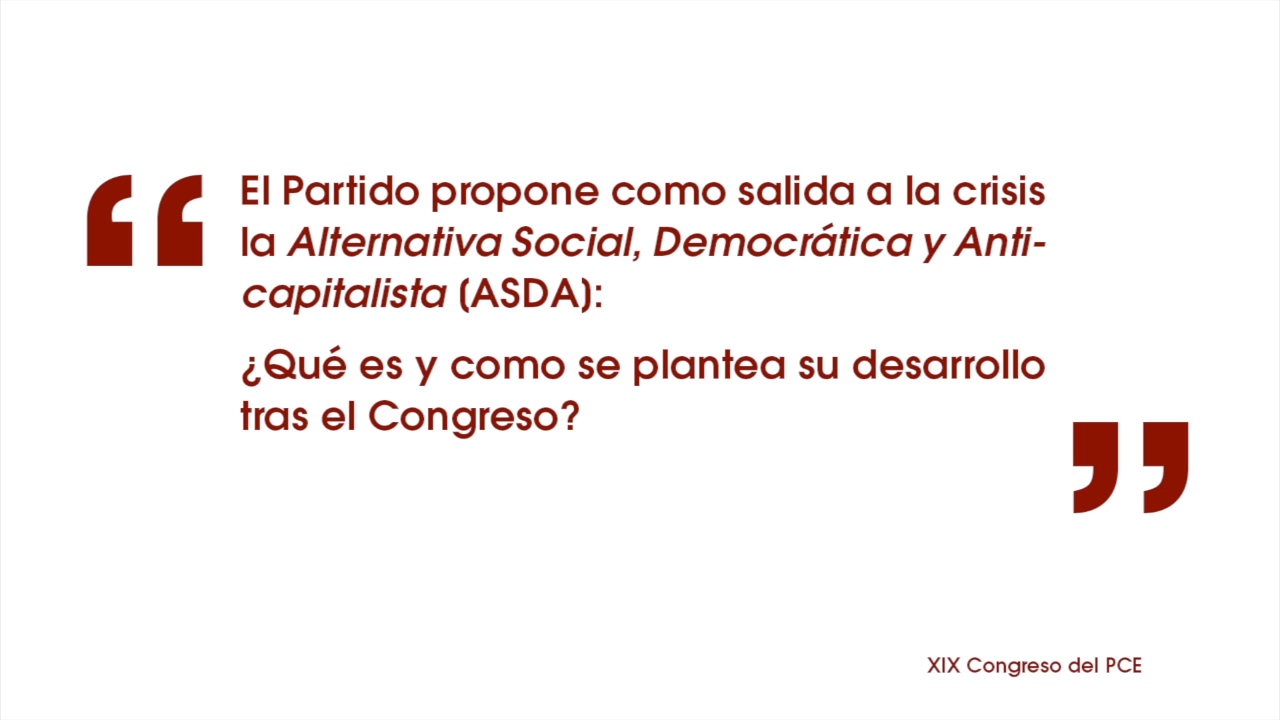 “
El Partido propone como salida a la crisis
la Alternativa Social, Democrática y Anti-
capitalista (ASDA):
¿Qué es y como se plantea su desarrollo
tras el Congreso?
”
XIX Congreso del PCE